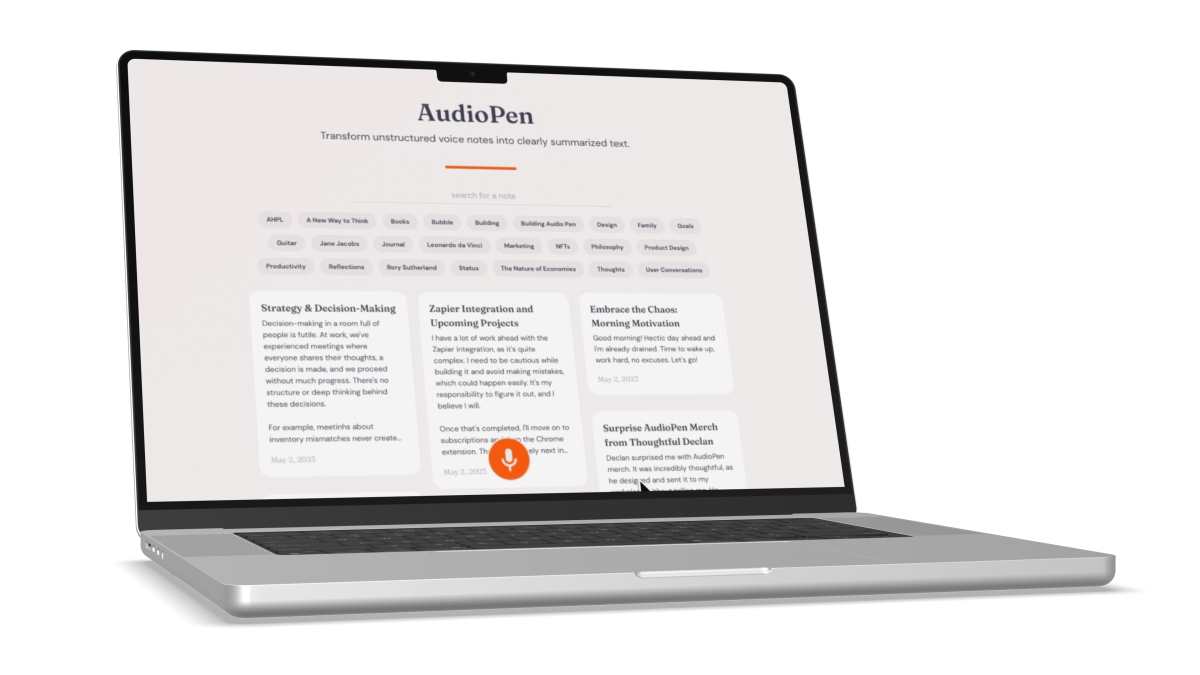 AudioPen
Transform unstructured voice notes into clearly summarized text.
search for a note
AHPL A New Way to Think Books Bubble Building Building Audio Pen Design Family Goals
Guitar Jane Jacobs Journal Leonardo da Vinci Marketing NFTs Philosophy Product Design
Productivity Reflections Rory Sutherland Status The Nature of Economies Thoughts User Conversations
Strategy & Decision-Making
Decision-making in a room full of
people is futile. At work, we've
experienced meetings where
everyone shares their thoughts, a
decision is made, and we proceed
without much progress. There's no
structure or deep thinking behind
these decisions.
For example, meetinhs about
inventory mismatches never create...
May 2, 2023
Zapier Integration and
Upcoming Projects
I have a lot of work ahead with the
Zapier integration, as it's quite
complex. I need to be cautious while
building it and avoid making mistakes,
which could happen easily. It's my
responsibility to figure it out, and I
believe I will.
Once that's completed, I'll move on to
subscriptions the Chrome
extension. next in...
May 2, 2023
Embrace the Chaos:
Morning Motivation
Good morning! Hectic day ahead and
I'm already drained. Time to wake up,
work hard, no excuses. Let's go!
May 2, 2023
Surprise AudioPen Merch
from Thoughtful Declan
Declan surprised me with AudioPen
merch. It was incredibly thoughtful, as
he designed and sent it to my